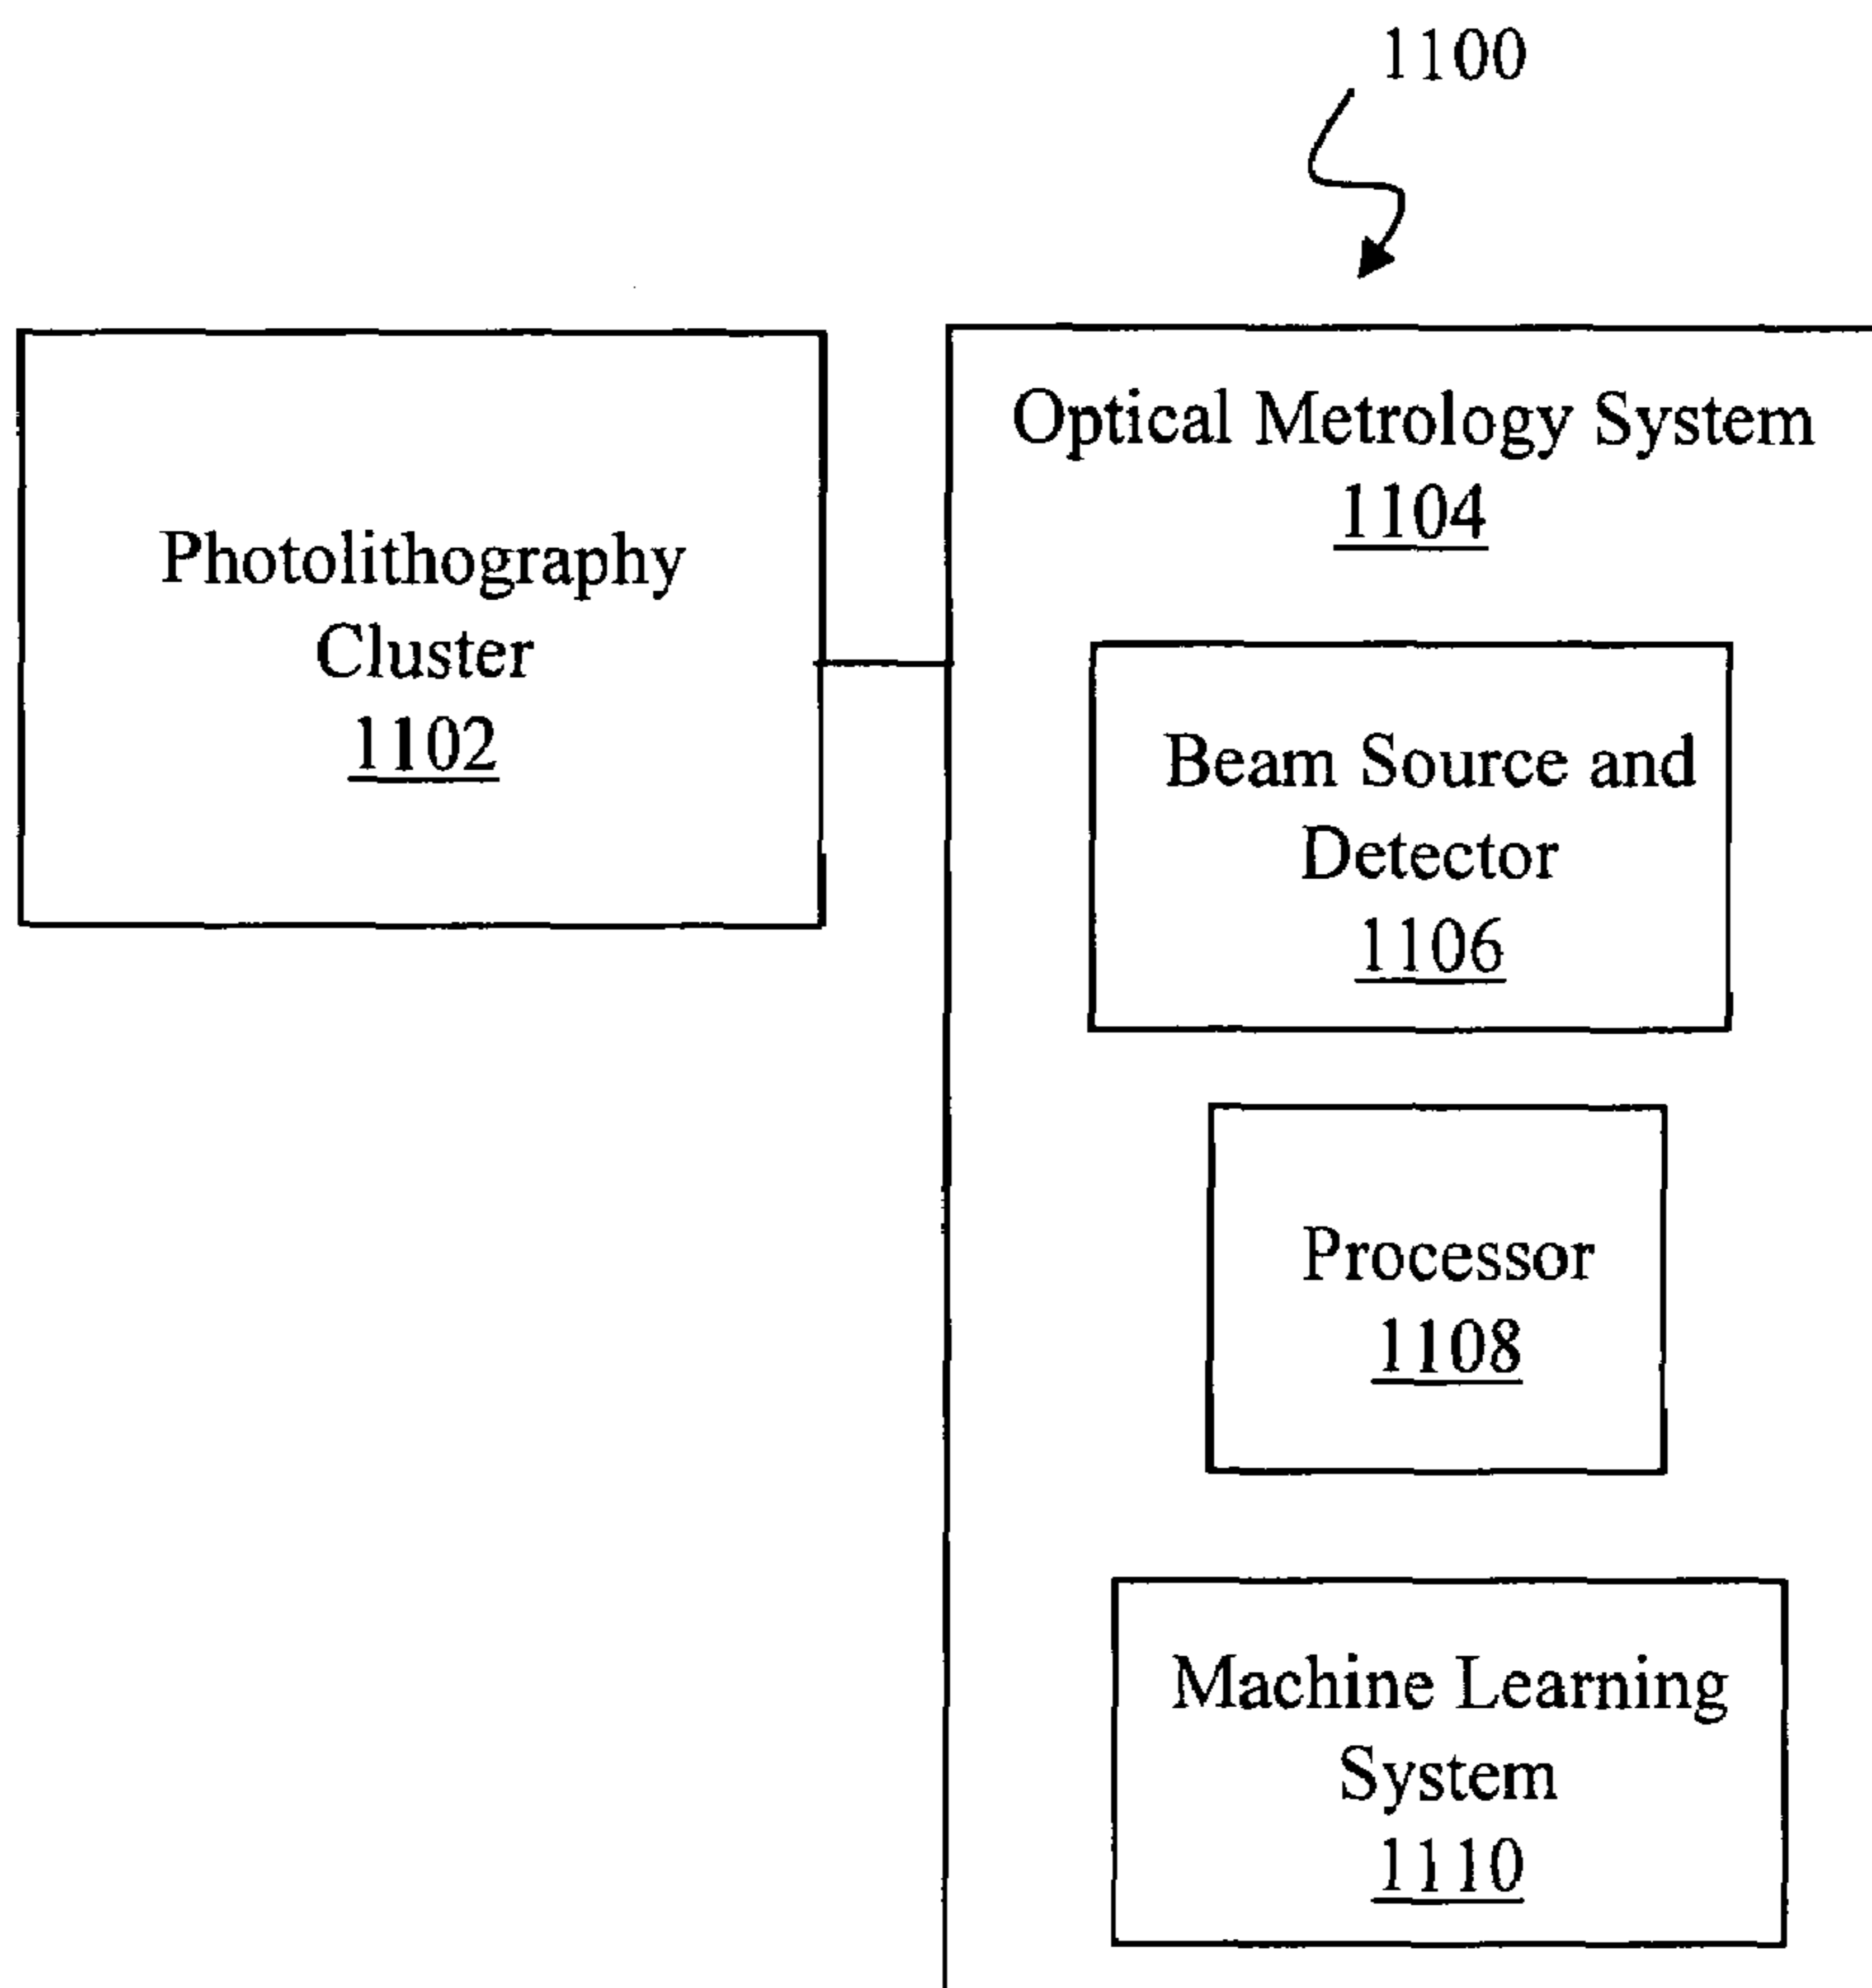 1100
Photolithography
Cluster
1102
Optical Metrology System
1104
Beam Source and
Detector
1106
Processor
1108
Machine Learning
System
1110